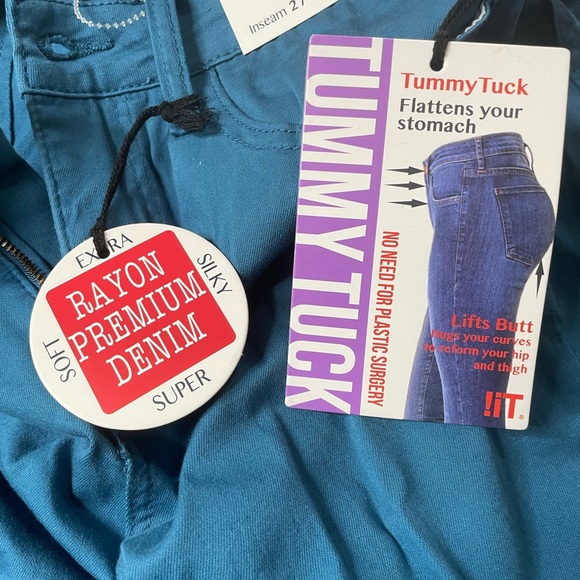 Inseam 27
EXTRA
SILKY
RAYON
PREMIUM
DENIM
SOFT
SUPER
TUMMY TUCK
NO NEED FOR PLASTIC SURGERY
TummyTuck
Flattens your
stomach
Lifts Butt
Hugs your curves
to reform your hip
and thigh
!iT®